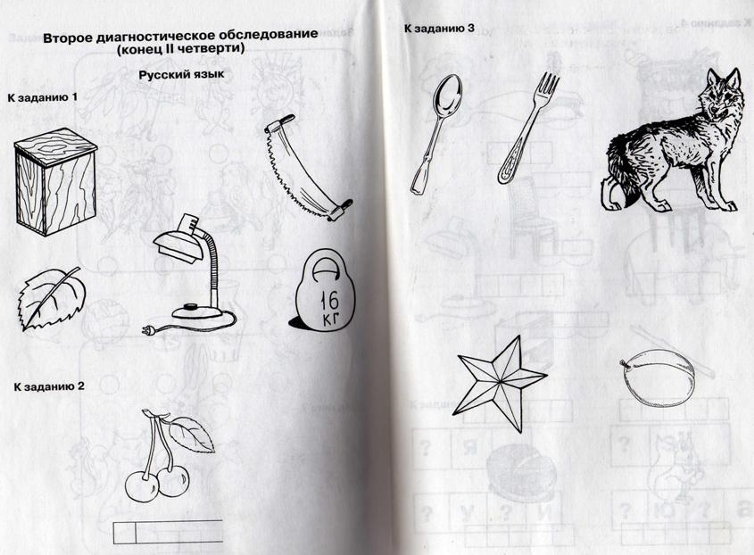 Второе диагностическое обследование
(конец II четверти)
Русский язык
К заданию 1
16
КГ
К заданию 2
К заданию 3